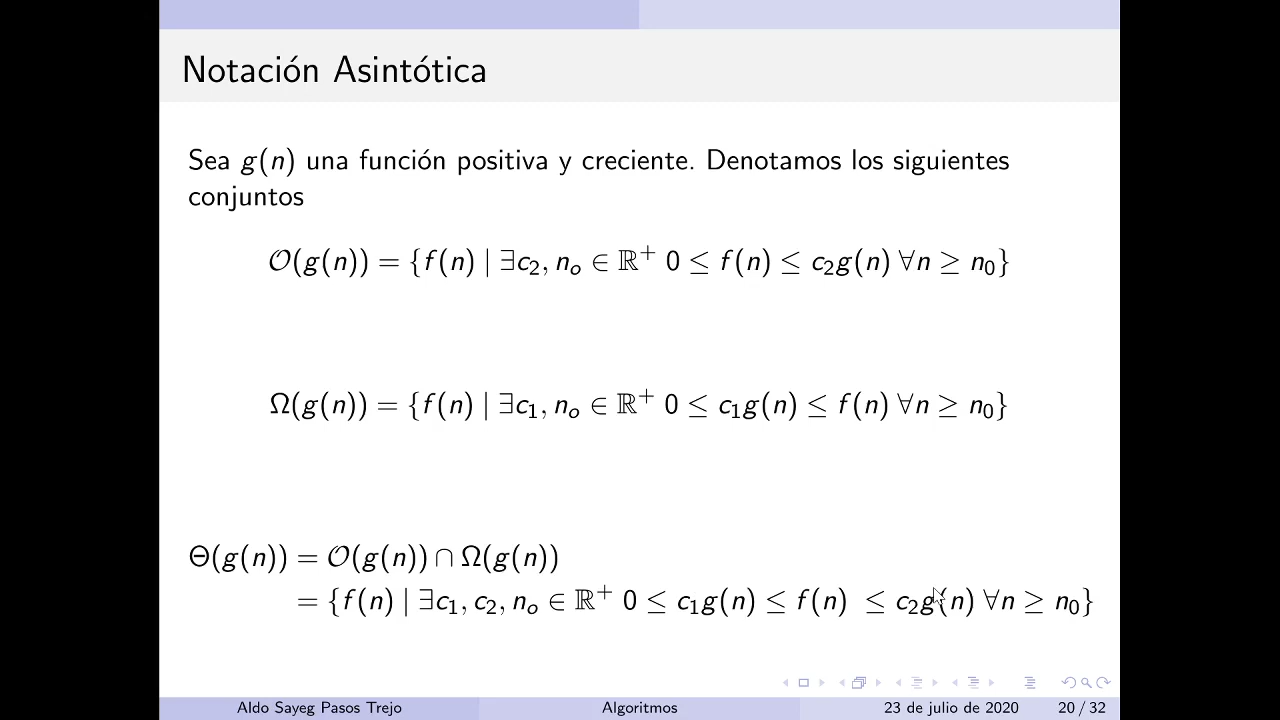 Notación Asintótica
Sea g(n) una función positiva y creciente. Denotamos los siguientes
conjuntos
𝒪(g(n)) = {f(n) | ∃c₂, nₒ ∈ ℝ⁺ 0 ≤ f(n) ≤ c₂g(n) ∀n ≥ n₀}
Ω(g(n)) = {f(n) | ∃c₁, nₒ ∈ ℝ⁺ 0 ≤ c₁g(n) ≤ f(n) ∀n ≥ n₀}
Θ(g(n)) = 𝒪(g(n)) ∩ Ω(g(n))
= {f(n) | ∃c₁, c₂, nₒ ∈ ℝ⁺ 0 ≤ c₁g(n) ≤ f(n) ≤ c₂g(n) ∀n ≥ n₀}
Aldo Sayeg Pasos Trejo Algoritmos 23 de julio de 2020 20 / 32